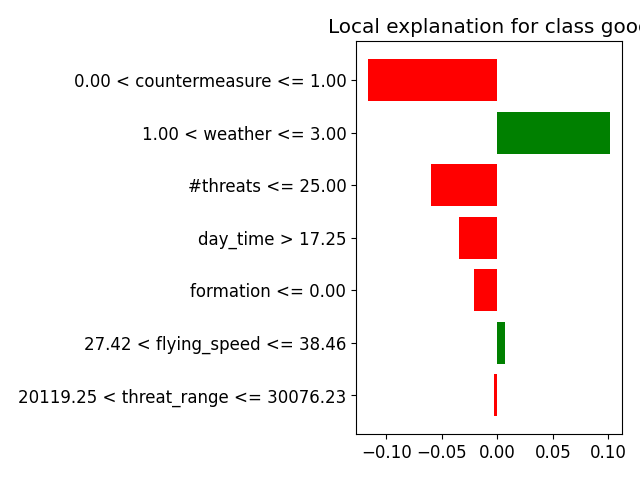 Local explanation for class good
0.00 < countermeasure <= 1.00
1.00 < weather <= 3.00
#threats <= 25.00
day_time > 17.25
formation <= 0.00
27.42 < flying_speed <= 38.46
20119.25 < threat_range <= 30076.23
−0.10 −0.05 0.00 0.05 0.10